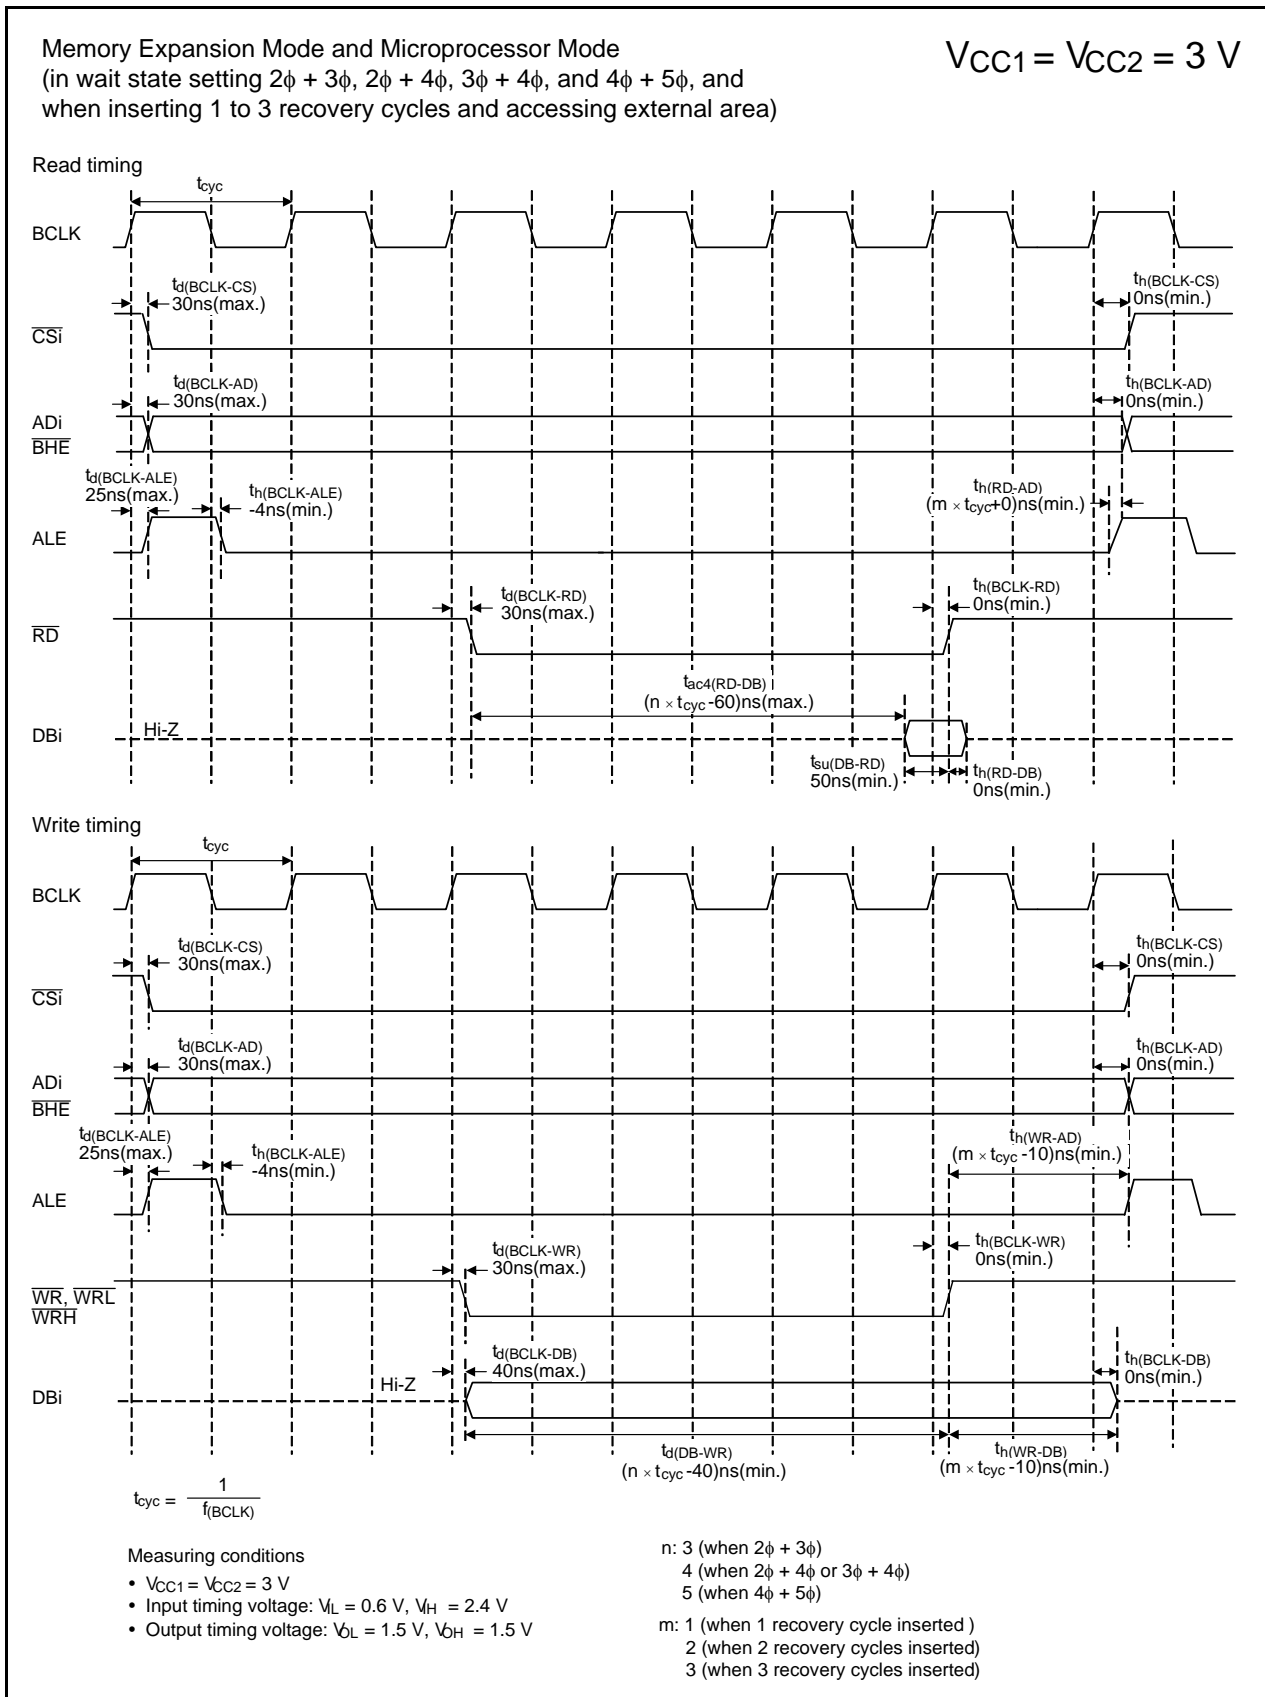 Memory Expansion Mode and Microprocessor Mode
(in wait state setting 2ϕ + 3ϕ, 2ϕ + 4ϕ, 3ϕ + 4ϕ, and 4ϕ + 5ϕ, and
when inserting 1 to 3 recovery cycles and accessing external area)
VCC1 = VCC2 = 3 V
Read timing
tcyc
BCLK
td(BCLK-CS)
30ns(max.)
th(BCLK-CS)
0ns(min.)
CSi
td(BCLK-AD)
30ns(max.)
th(BCLK-AD)
0ns(min.)
ADi
BHE
td(BCLK-ALE)
25ns(max.)
th(BCLK-ALE)
-4ns(min.)
th(RD-AD)
(m × tcyc+0)ns(min.)
ALE
td(BCLK-RD)
30ns(max.)
th(BCLK-RD)
0ns(min.)
RD
tac4(RD-DB)
(n × tcyc -60)ns(max.)
Hi-Z
DBi
tsu(DB-RD)
50ns(min.)
th(RD-DB)
0ns(min.)
Write timing
tcyc
BCLK
td(BCLK-CS)
30ns(max.)
th(BCLK-CS)
0ns(min.)
CSi
td(BCLK-AD)
30ns(max.)
th(BCLK-AD)
0ns(min.)
ADi
BHE
td(BCLK-ALE)
25ns(max.)
th(BCLK-ALE)
-4ns(min.)
th(WR-AD)
(m × tcyc -10)ns(min.)
ALE
td(BCLK-WR)
30ns(max.)
th(BCLK-WR)
0ns(min.)
WR, WRL
WRH
td(BCLK-DB)
40ns(max.)
th(BCLK-DB)
0ns(min.)
Hi-Z
DBi
td(DB-WR)
(n × tcyc -40)ns(min.)
th(WR-DB)
(m × tcyc -10)ns(min.)
tcyc = 1
f(BCLK)
Measuring conditions
• VCC1 = VCC2 = 3 V
• Input timing voltage: VIL = 0.6 V, VIH = 2.4 V
• Output timing voltage: VOL = 1.5 V, VOH = 1.5 V
n: 3 (when 2ϕ + 3ϕ)
4 (when 2ϕ + 4ϕ or 3ϕ + 4ϕ)
5 (when 4ϕ + 5ϕ)
m: 1 (when 1 recovery cycle inserted )
2 (when 2 recovery cycles inserted)
3 (when 3 recovery cycles inserted)